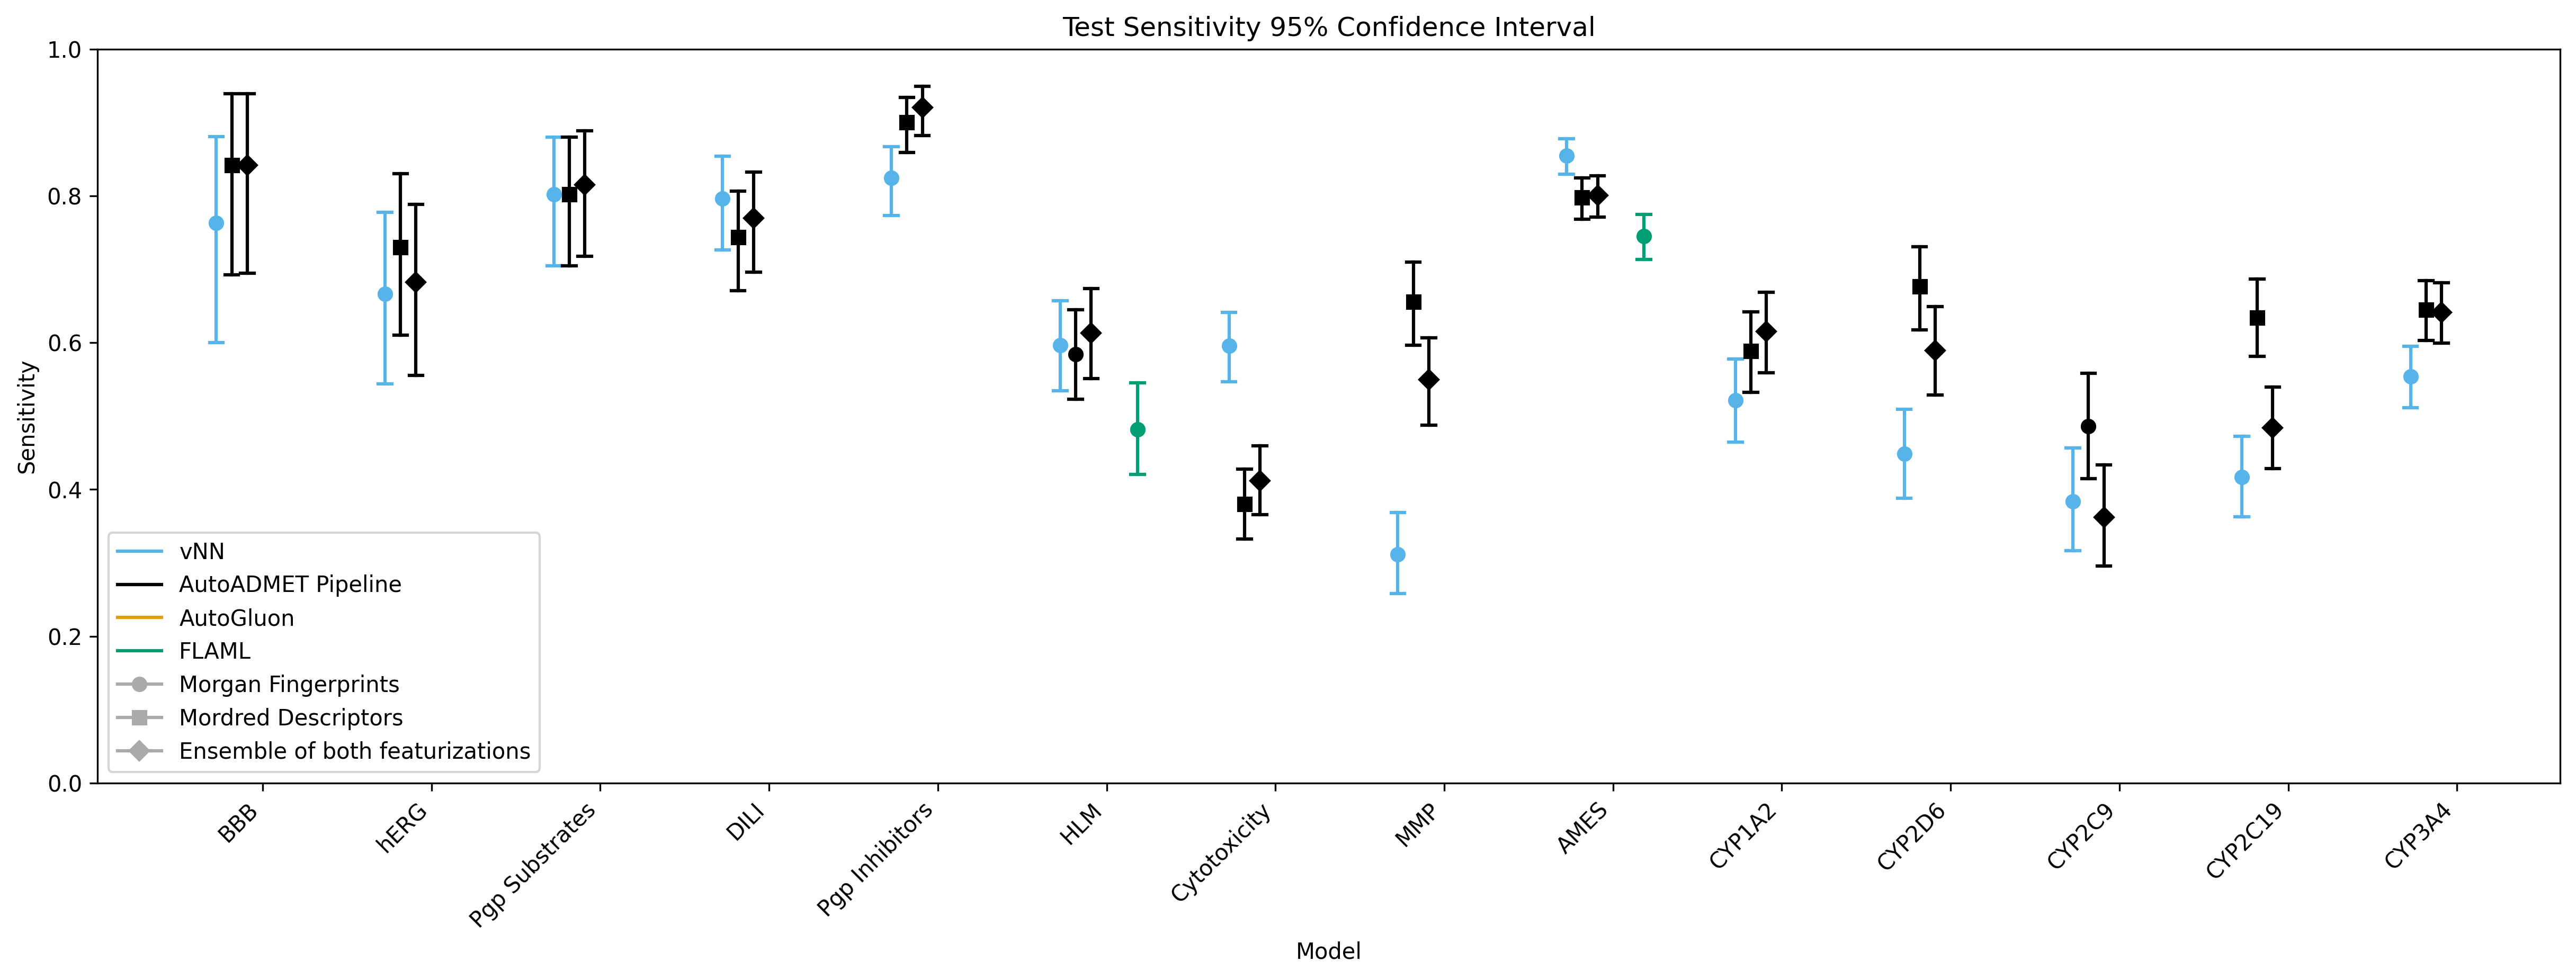 Test Sensitivity 95% Confidence Interval
1.0
0.8
0.6
0.4
0.2
0.0
Sensitivity
vNN
AutoADMET Pipeline
AutoGluon
FLAML
Morgan Fingerprints
Mordred Descriptors
Ensemble of both featurizations
BBB
hERG
Pgp Substrates
DILI
Pgp Inhibitors
HLM
Cytotoxicity
MMP
AMES
CYP1A2
CYP2D6
CYP2C9
CYP2C19
CYP3A4
Model